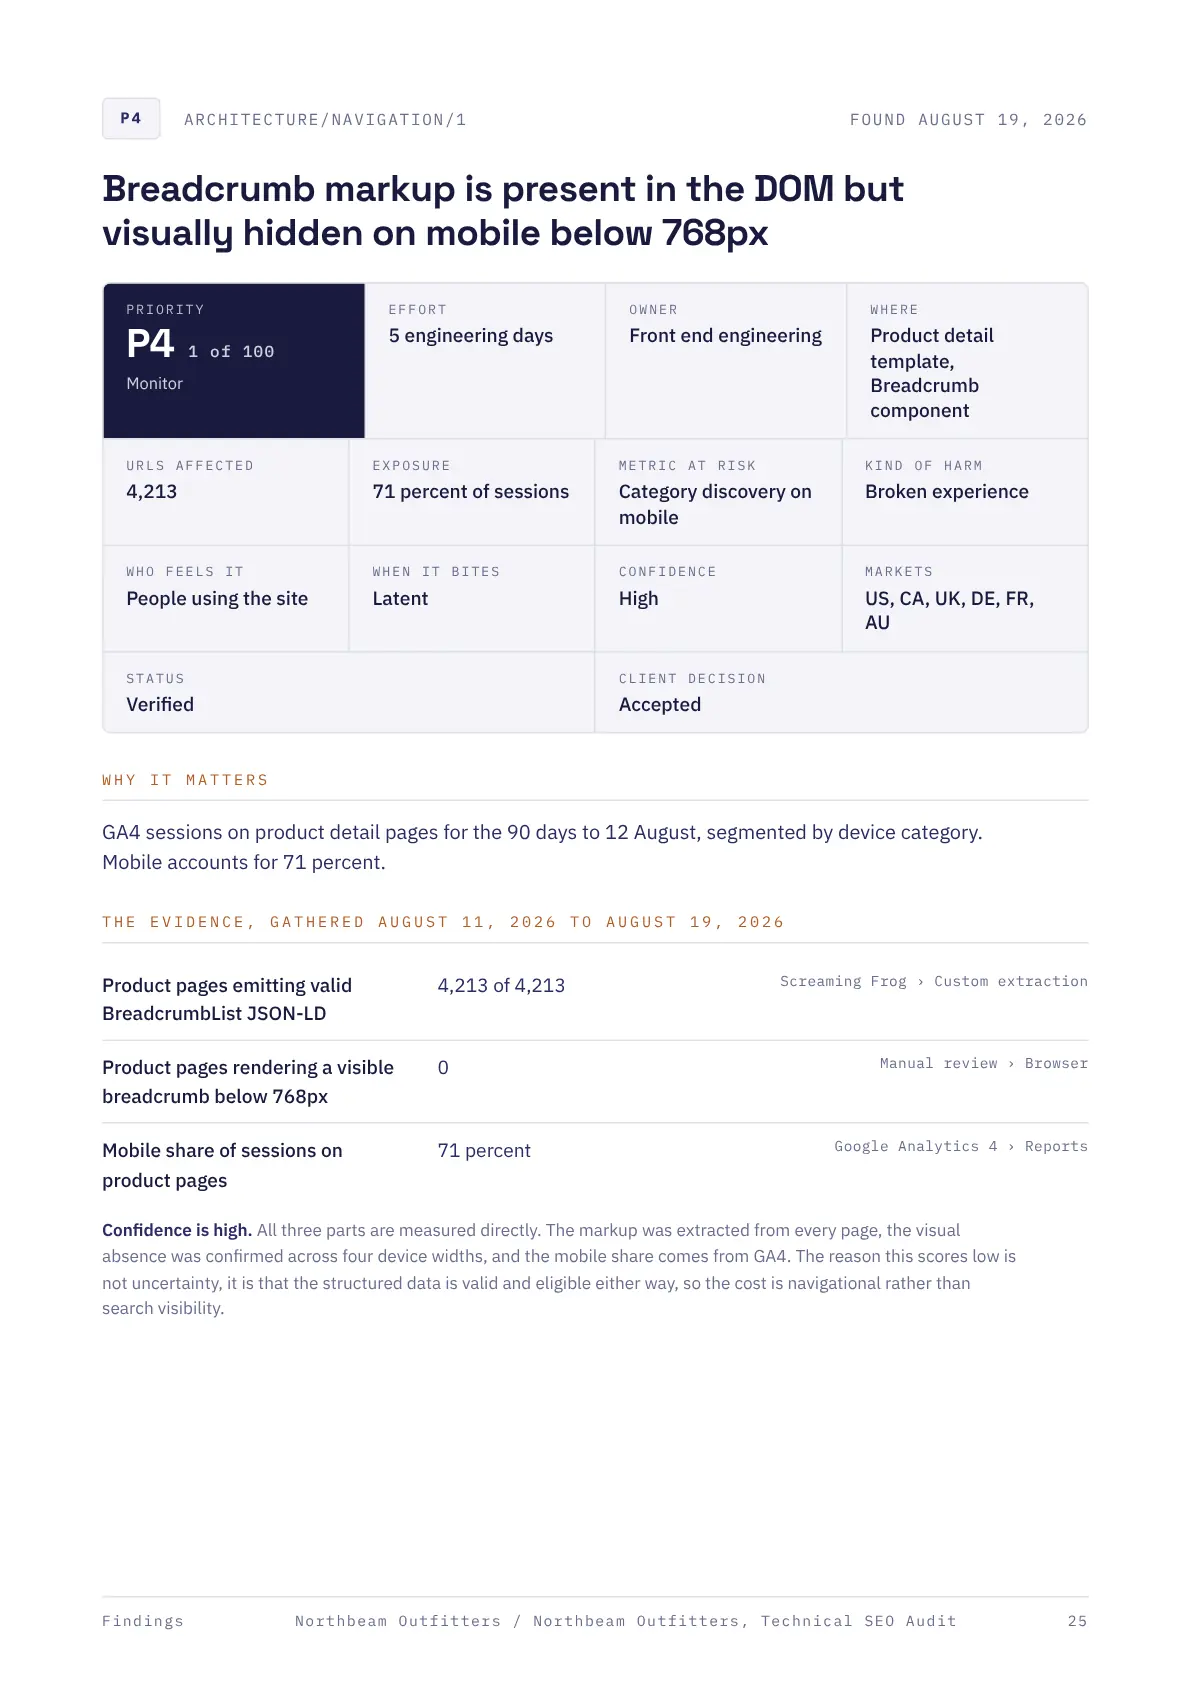 P4 ARCHITECTURE/NAVIGATION/1 FOUND AUGUST 19, 2026
Breadcrumb markup is present in the DOM but
visually hidden on mobile below 768px
PRIORITY
P4 1 of 100
Monitor
EFFORT
5 engineering days
OWNER
Front end engineering
WHERE
Product detail
template,
Breadcrumb
component
URLS AFFECTED
4,213
EXPOSURE
71 percent of sessions
METRIC AT RISK
Category discovery on
mobile
KIND OF HARM
Broken experience
WHO FEELS IT
People using the site
WHEN IT BITES
Latent
CONFIDENCE
High
MARKETS
US, CA, UK, DE, FR,
AU
STATUS
Verified
CLIENT DECISION
Accepted
WHY IT MATTERS
GA4 sessions on product detail pages for the 90 days to 12 August, segmented by device category.
Mobile accounts for 71 percent.
THE EVIDENCE, GATHERED AUGUST 11, 2026 TO AUGUST 19, 2026
Product pages emitting valid
BreadcrumbList JSON-LD
4,213 of 4,213
Screaming Frog › Custom extraction
Product pages rendering a visible
breadcrumb below 768px
0
Manual review › Browser
Mobile share of sessions on
product pages
71 percent
Google Analytics 4 › Reports
Confidence is high. All three parts are measured directly. The markup was extracted from every page, the visual
absence was confirmed across four device widths, and the mobile share comes from GA4. The reason this scores low is
not uncertainty, it is that the structured data is valid and eligible either way, so the cost is navigational rather than
search visibility.
Findings Northbeam Outfitters / Northbeam Outfitters, Technical SEO Audit 25